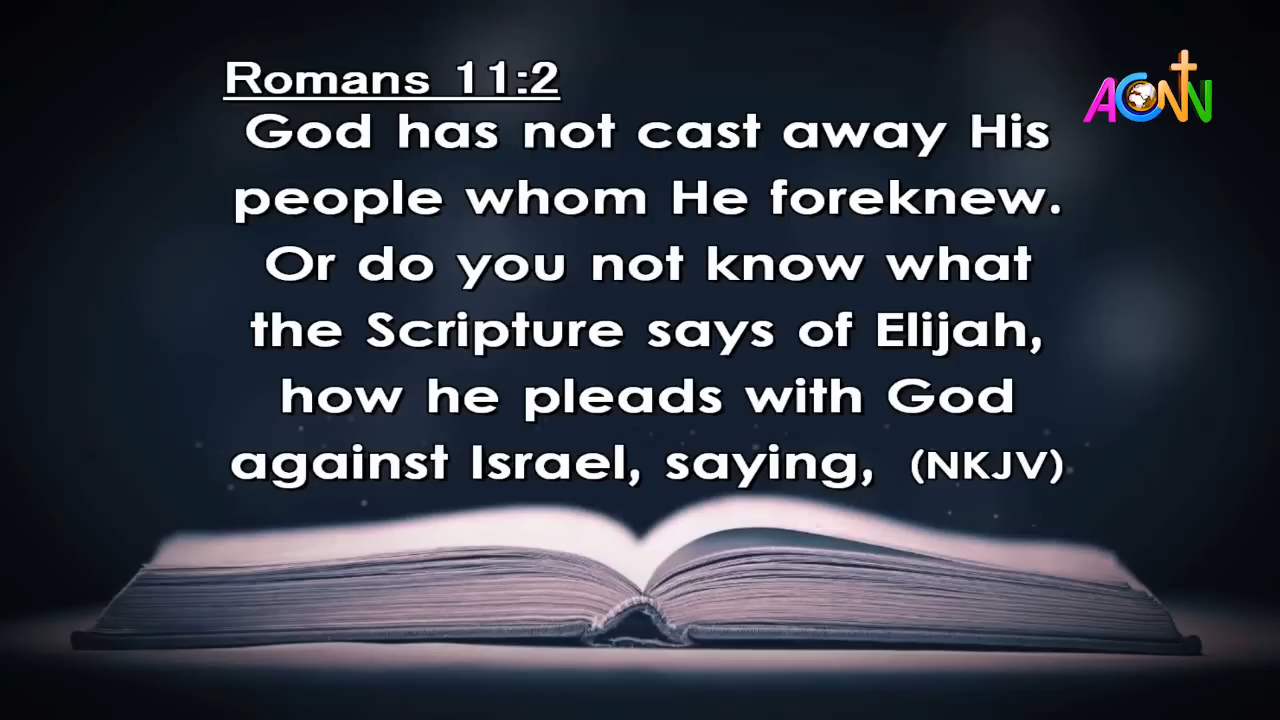 Romans 11:2
ACNN
God has not cast away His
people whom He foreknew.
Or do you not know what
the Scripture says of Elijah,
how he pleads with God
against Israel, saying, (NKJV)